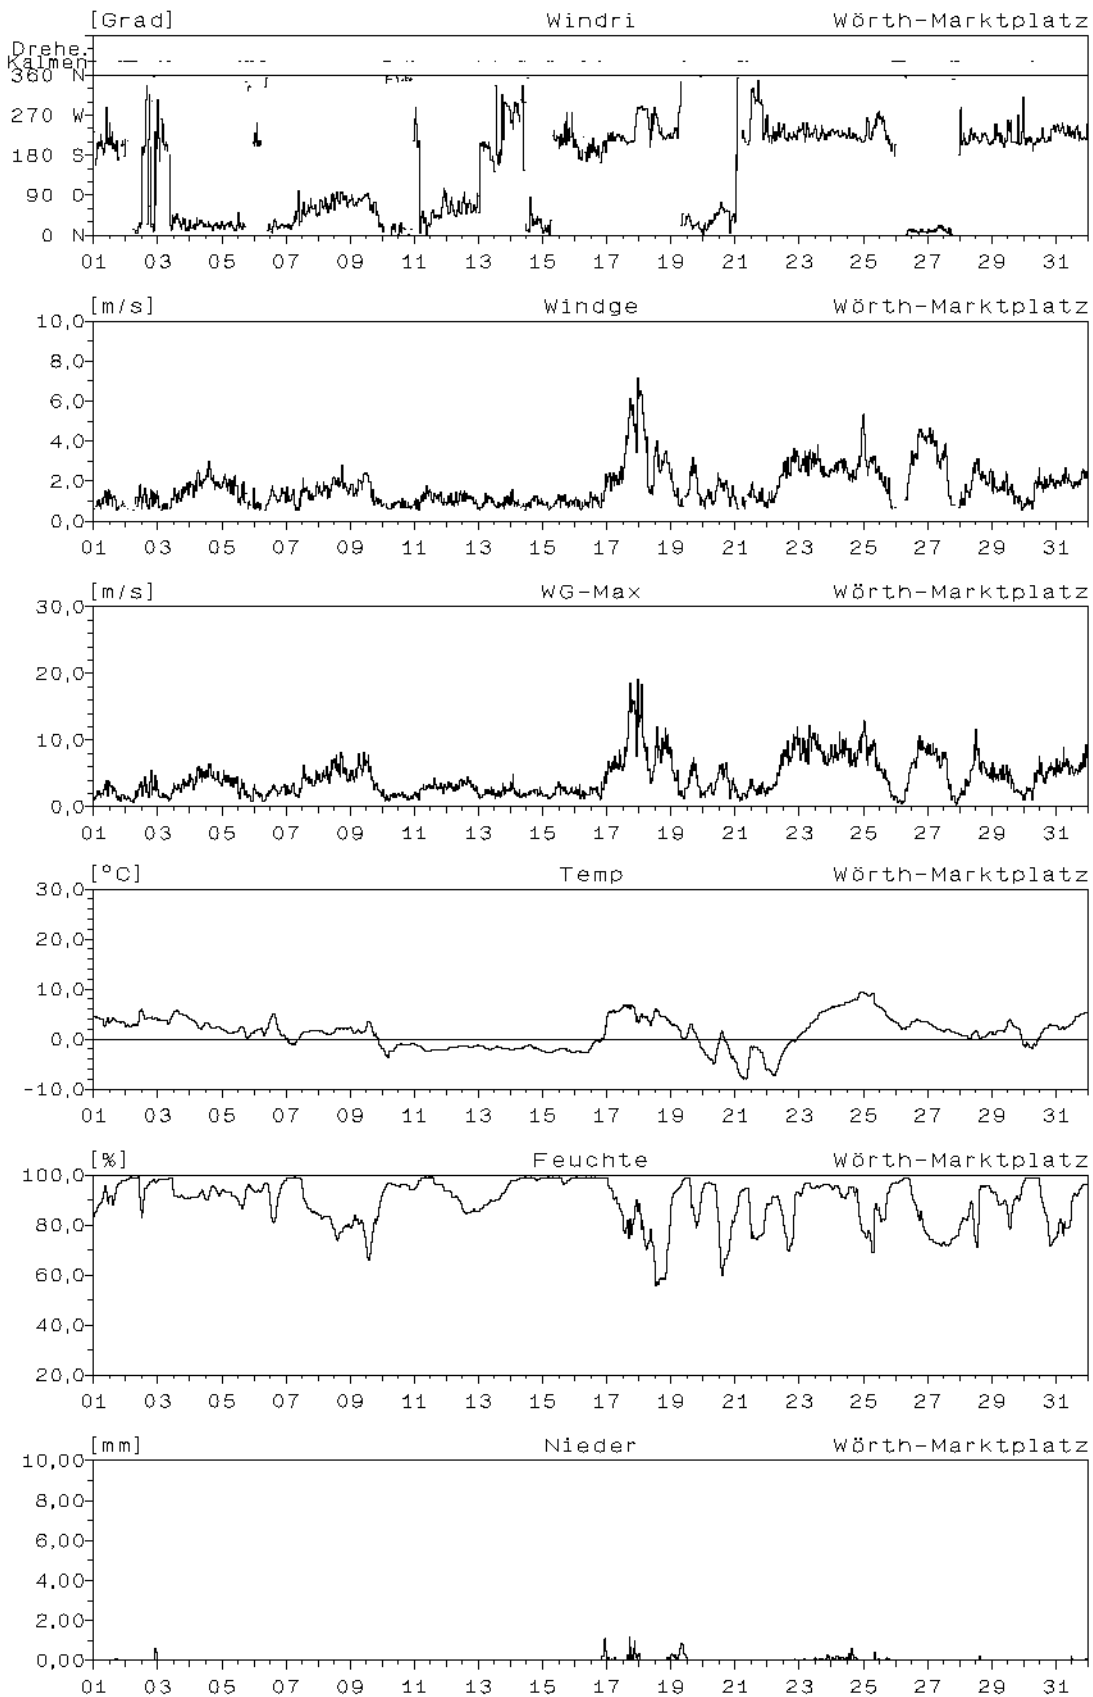 [Grad] Windri Wörth-Marktplatz
Drehe.
Kalmen
360 N
270 W
180 S
90 O
0 N
01 03 05 07 09 11 13 15 17 19 21 23 25 27 29 31
[m/s] Windge Wörth-Marktplatz
10,0
8,0
6,0
4,0
2,0
0,0
01 03 05 07 09 11 13 15 17 19 21 23 25 27 29 31
[m/s] WG-Max Wörth-Marktplatz
30,0
20,0
10,0
0,0
01 03 05 07 09 11 13 15 17 19 21 23 25 27 29 31
[°C] Temp Wörth-Marktplatz
30,0
20,0
10,0
0,0
-10,0
01 03 05 07 09 11 13 15 17 19 21 23 25 27 29 31
[%] Feuchte Wörth-Marktplatz
100,0
80,0
60,0
40,0
20,0
01 03 05 07 09 11 13 15 17 19 21 23 25 27 29 31
[mm] Nieder Wörth-Marktplatz
10,00
8,00
6,00
4,00
2,00
0,00
01 03 05 07 09 11 13 15 17 19 21 23 25 27 29 31